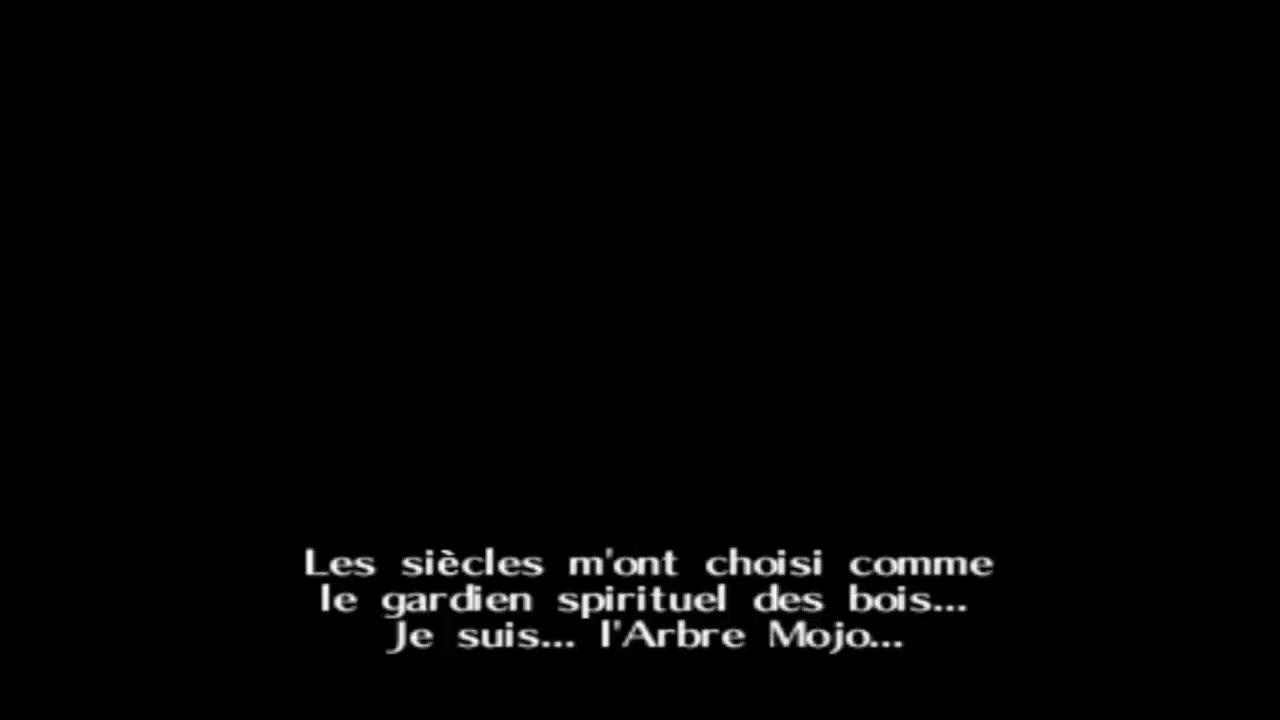 Les siècles m'ont choisi comme
le gardien spirituel des bois...
Je suis... l'Arbre Mojo...